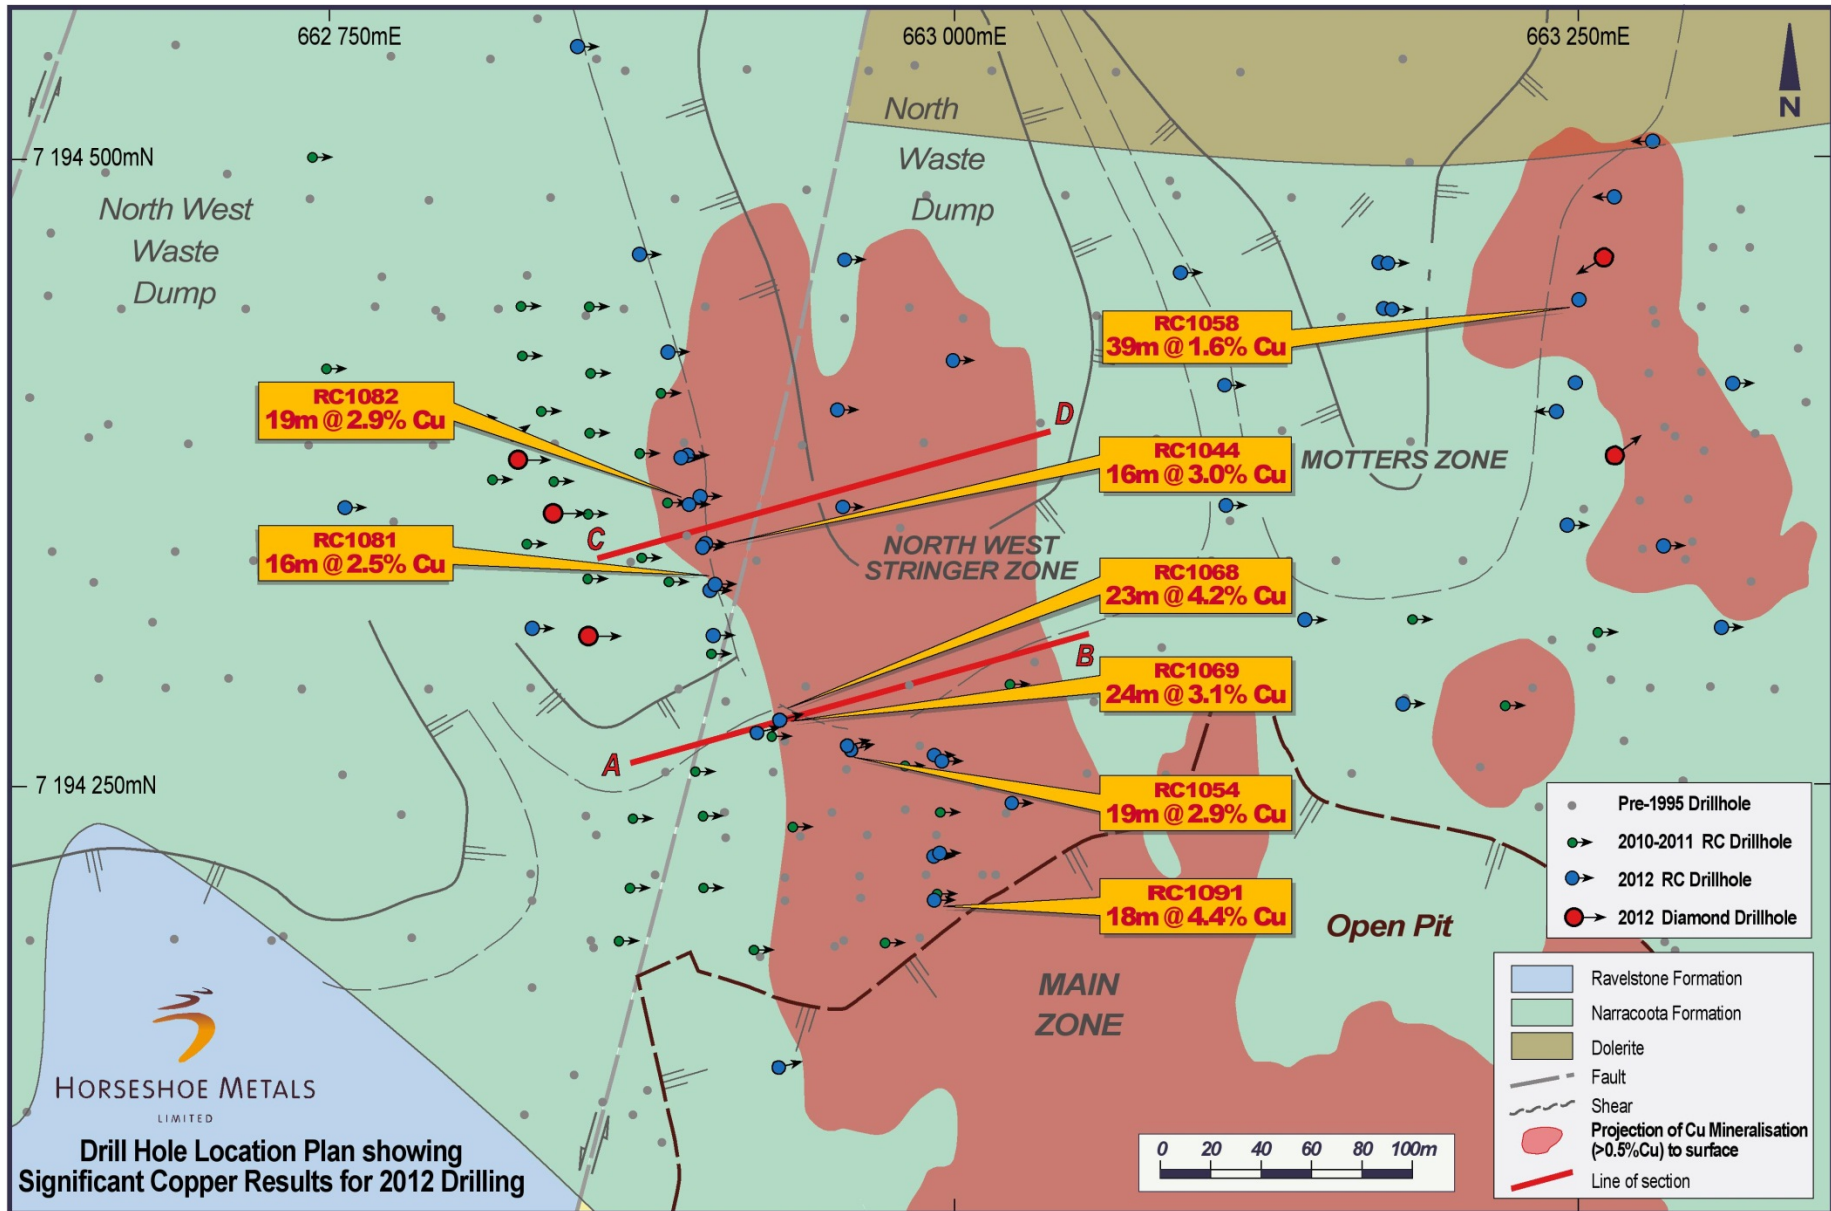 662 750mE
663 000mE
663 250mE
N
7 194 500mN
7 194 250mN
North West
Waste
Dump
North
Waste
Dump
RC1058
39m @ 1.6% Cu
RC1082
19m @ 2.9% Cu
D
RC1044
16m @ 3.0% Cu
MOTTERS ZONE
C
RC1081
16m @ 2.5% Cu
NORTH WEST
STRINGER ZONE
RC1068
23m @ 4.2% Cu
B
RC1069
24m @ 3.1% Cu
A
RC1054
19m @ 2.9% Cu
RC1091
18m @ 4.4% Cu
Open Pit
MAIN
ZONE
Pre-1995 Drillhole
2010-2011 RC Drillhole
2012 RC Drillhole
2012 Diamond Drillhole
Ravelstone Formation
Narracoota Formation
Dolerite
Fault
Shear
Projection of Cu Mineralisation
(>0.5%Cu) to surface
Line of section
0 20 40 60 80 100m
HORSESHOE METALS
LIMITED
Drill Hole Location Plan showing
Significant Copper Results for 2012 Drilling